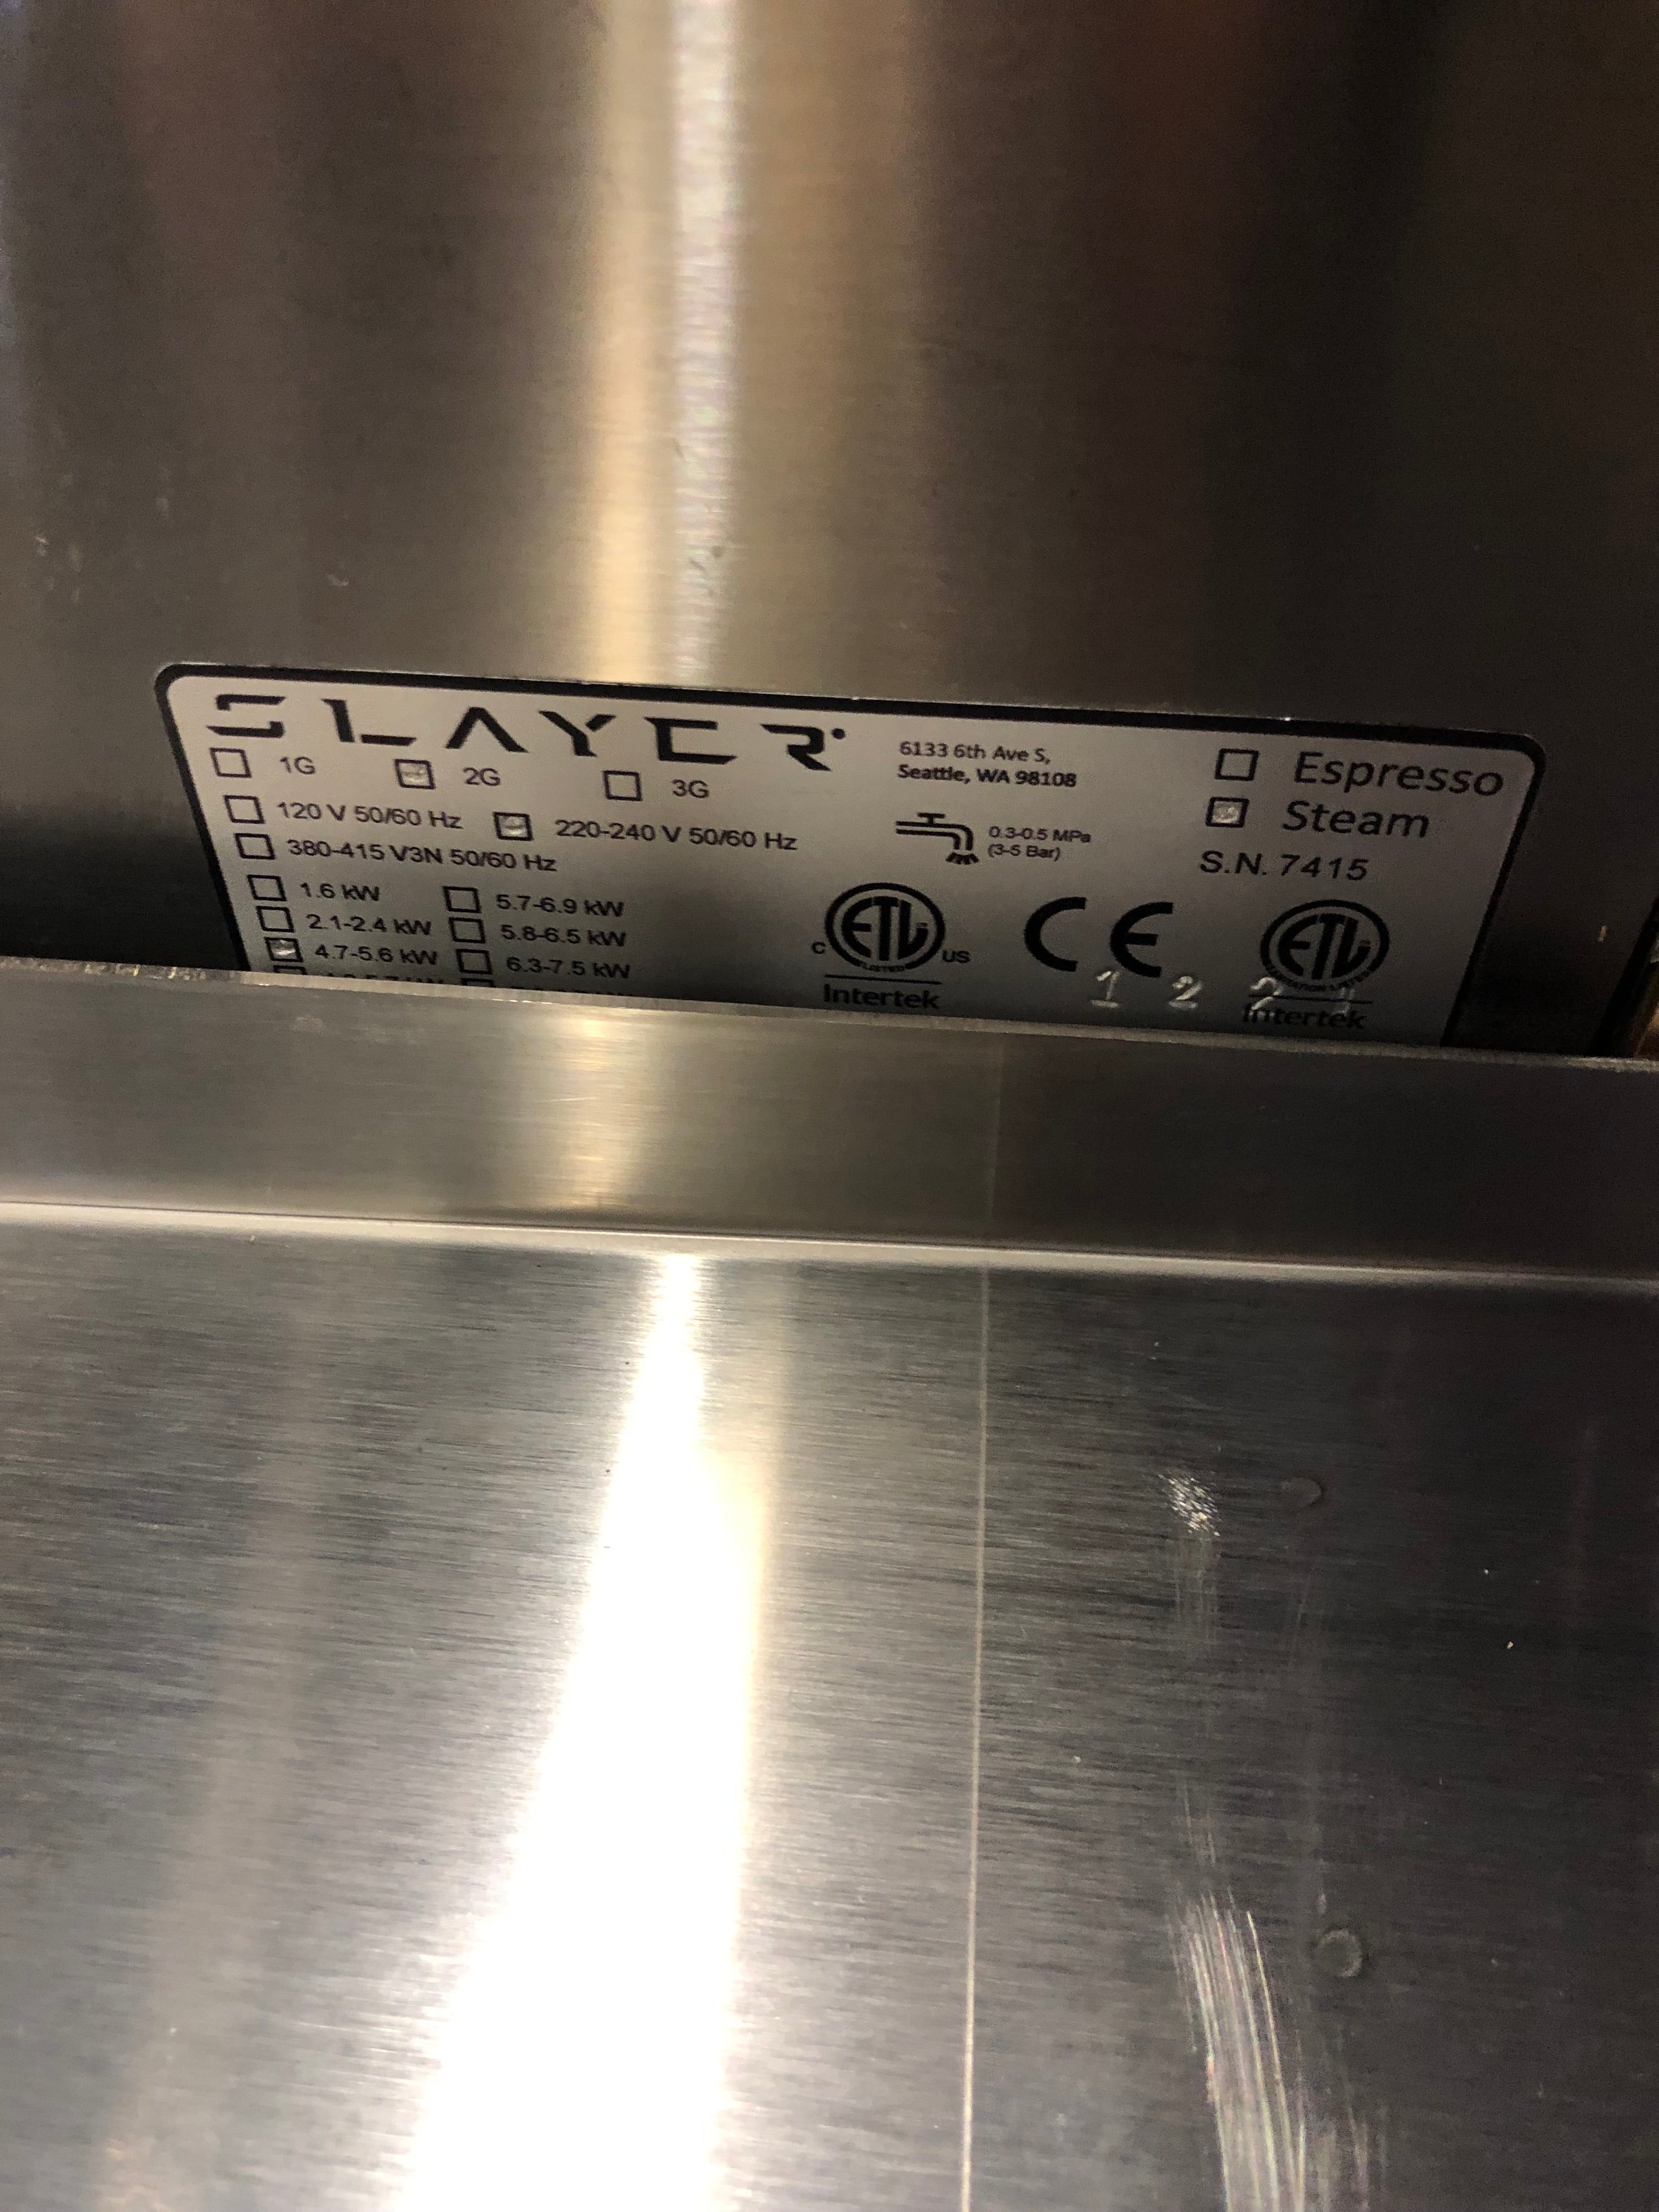 SLAYER
1G 2G 3G
120 V 50/60 Hz 220-240 V 50/60 Hz
380-415 V3N 50/60 Hz
1.6 kW 5.7-6.9 kW
2.1-2.4 kW 5.8-6.5 kW
4.7-5.6 kW 6.3-7.5 kW
6133 6th Ave S,
Seattle, WA 98108
0.3-0.5 MPa
(3-5 Bar)
Espresso
Steam
S.N. 7415
C ETL US
LISTED
Intertek
CE
ETL
Intertek
1 2 2